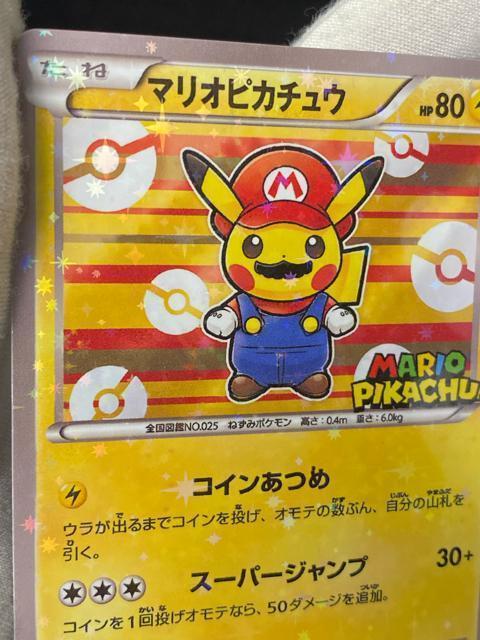 たね
マリオピカチュウ
HP80
M
MARIO
PIKACHU
全国図鑑NO.025 ねずみポケモン 高さ:0.4m 重さ:6.0kg
コインあつめ
ウラが出るまでコインを投げ、オモテの数ぶん、自分の山札を
引く。
スーパージャンプ 30+
コインを1回投げオモテなら、50ダメージを追加。